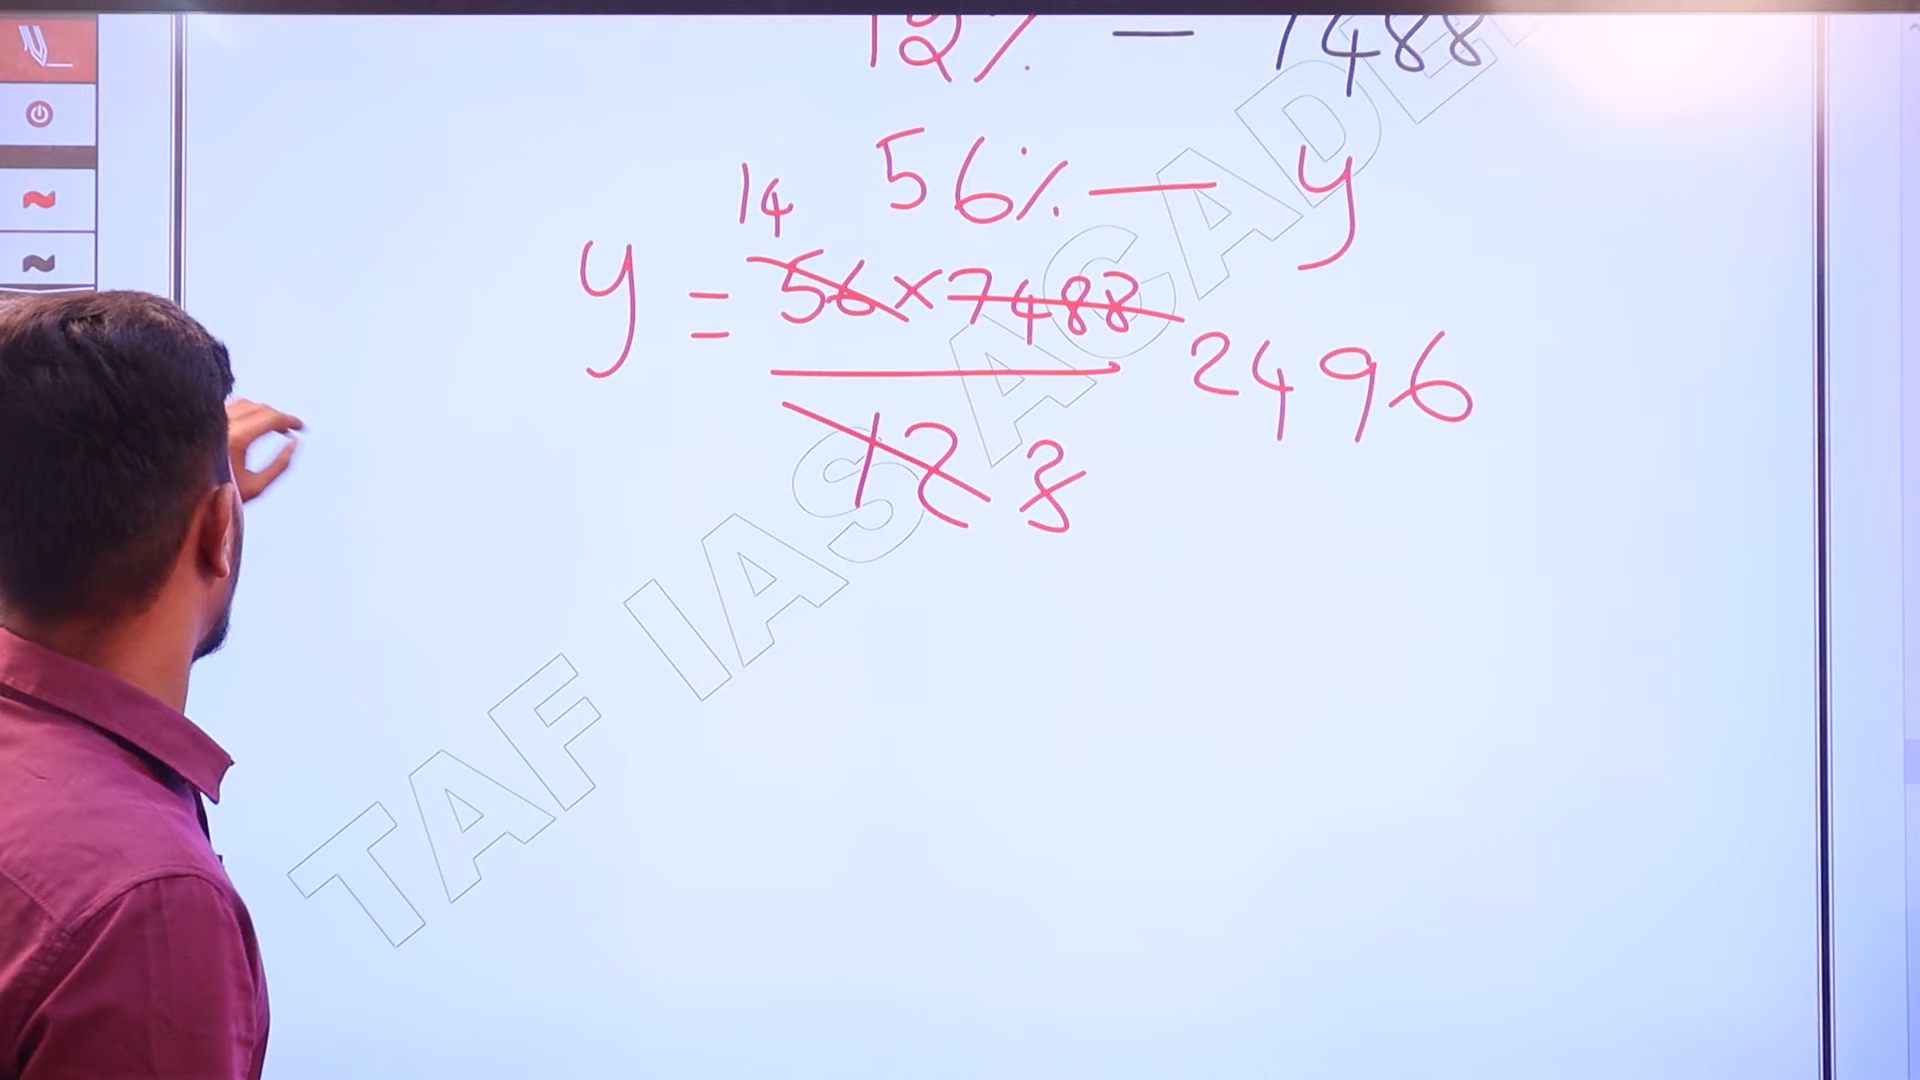 12% — 7488
56% — y
14
y = 56 × 7488
2496
12 3
TAF IAS ACADE